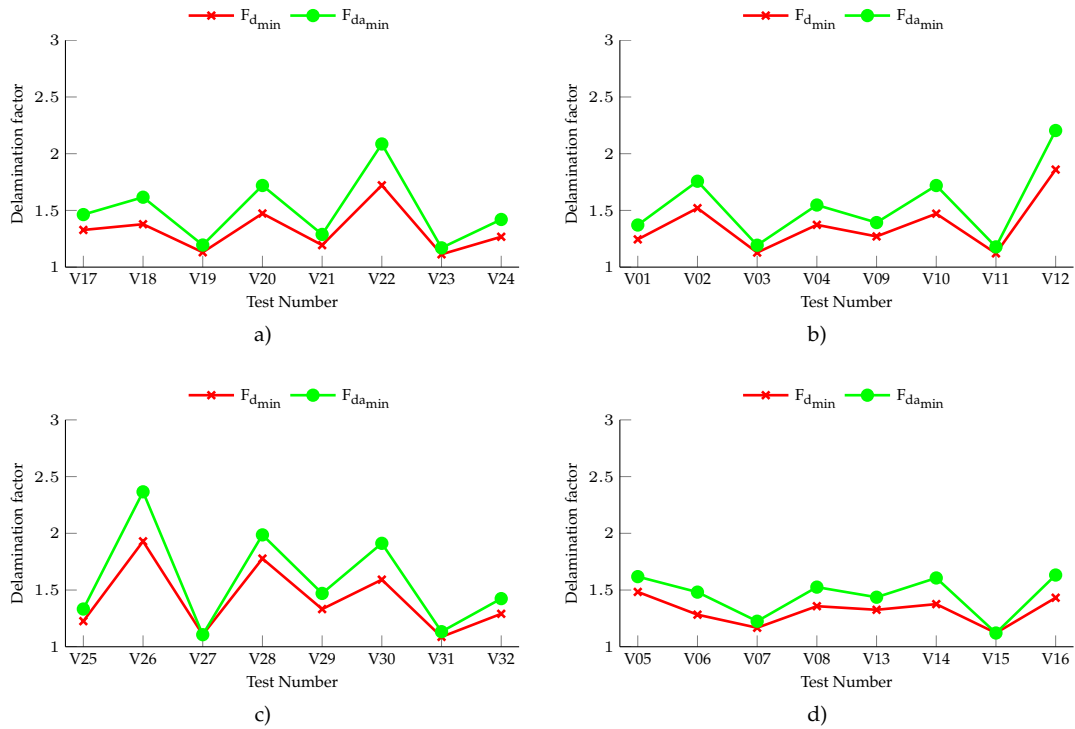 F_dmin F_damin
3
2.5
2
1.5
1
Delamination factor
V17 V18 V19 V20 V21 V22 V23 V24
Test Number
a)
F_dmin F_damin
3
2.5
2
1.5
1
Delamination factor
V01 V02 V03 V04 V09 V10 V11 V12
Test Number
b)
F_dmin F_damin
3
2.5
2
1.5
1
Delamination factor
V25 V26 V27 V28 V29 V30 V31 V32
Test Number
c)
F_dmin F_damin
3
2.5
2
1.5
1
Delamination factor
V05 V06 V07 V08 V13 V14 V15 V16
Test Number
d)